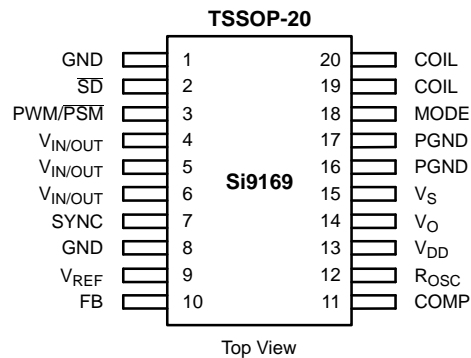 TSSOP-20
GND 1 20 COIL
S̅D̅ 2 19 COIL
PWM/P̅S̅M̅ 3 18 MODE
VIN/OUT 4 17 PGND
VIN/OUT 5 16 PGND
VIN/OUT 6 Si9169 15 VS
SYNC 7 14 VO
GND 8 13 VDD
VREF 9 12 ROSC
FB 10 11 COMP
Top View